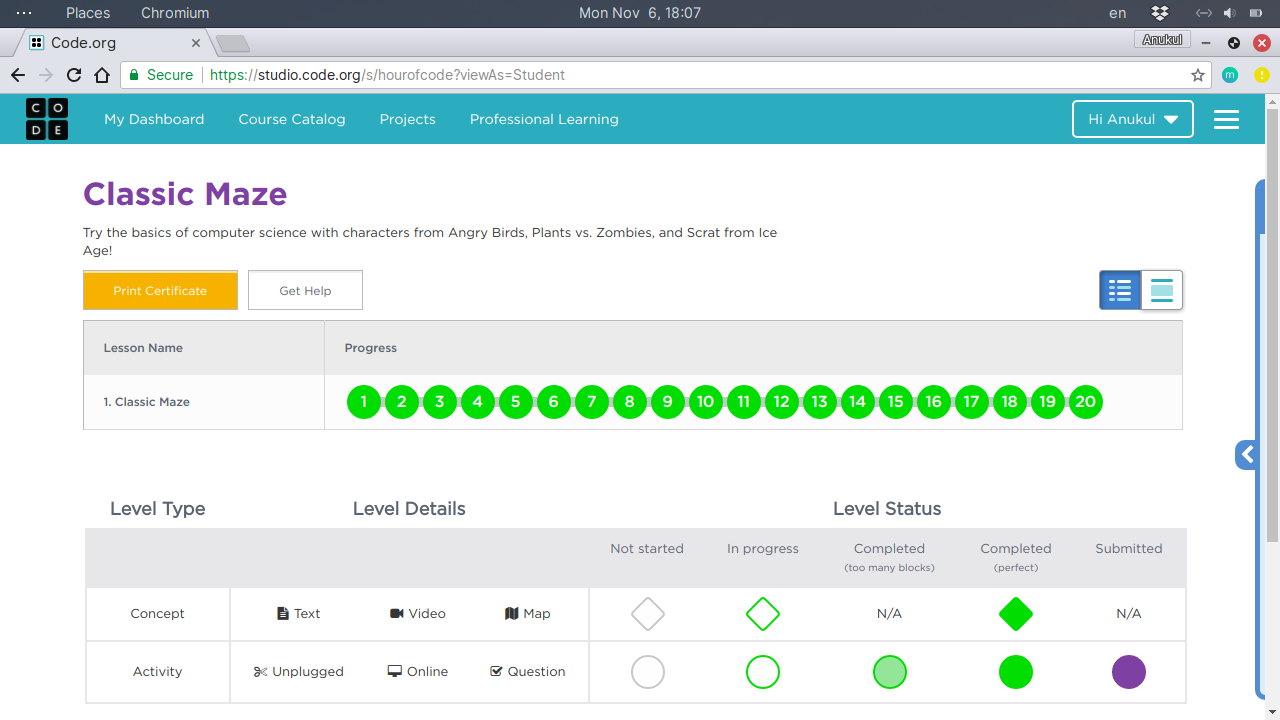 Places Chromium Mon Nov 6, 18:07 en
Code.org Anukul
Secure https://studio.code.org/s/hourofcode?viewAs=Student m
C O D E My Dashboard Course Catalog Projects Professional Learning Hi Anukul
Classic Maze
Try the basics of computer science with characters from Angry Birds, Plants vs. Zombies, and Scrat from Ice
Age!
Print Certificate Get Help
Lesson Name Progress
1. Classic Maze 1 2 3 4 5 6 7 8 9 10 11 12 13 14 15 16 17 18 19 20
Level Type Level Details Level Status
Not started In progress Completed Completed Submitted
(too many blocks) (perfect)
Concept Text Video Map N/A N/A
Activity Unplugged Online Question